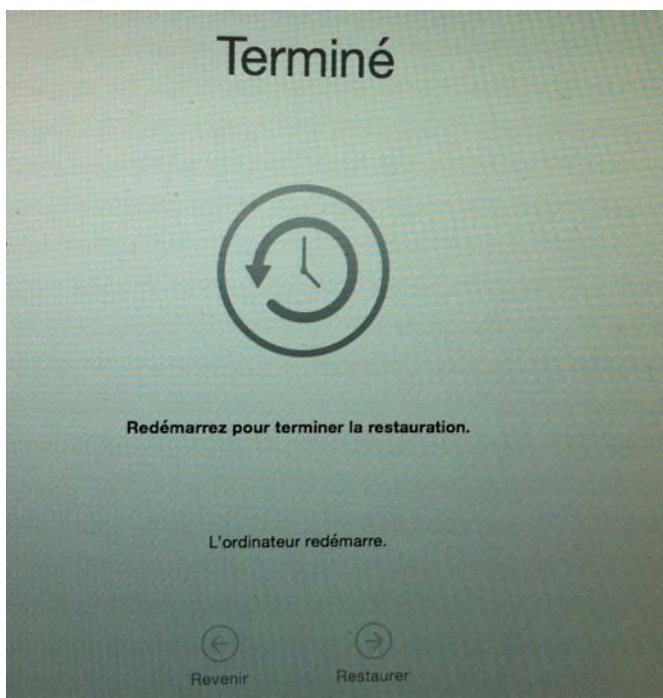 Terminé
Redémarrez pour terminer la restauration.
L'ordinateur redémarre.
Revenir
Restaurer